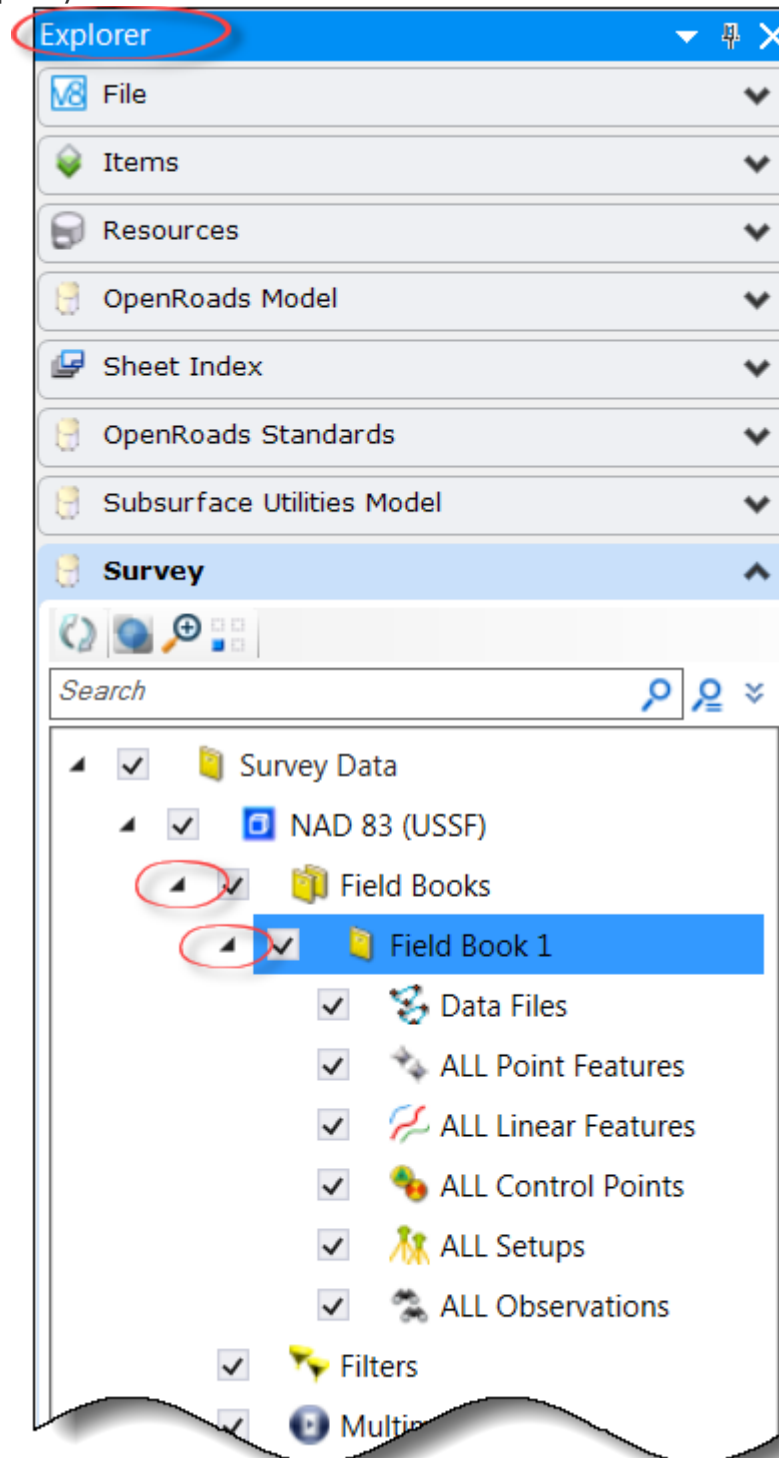 Explorer
V8 File
Items
Resources
OpenRoads Model
Sheet Index
OpenRoads Standards
Subsurface Utilities Model
Survey
Search
Survey Data
NAD 83 (USSF)
Field Books
Field Book 1
Data Files
ALL Point Features
ALL Linear Features
ALL Control Points
ALL Setups
ALL Observations
Filters